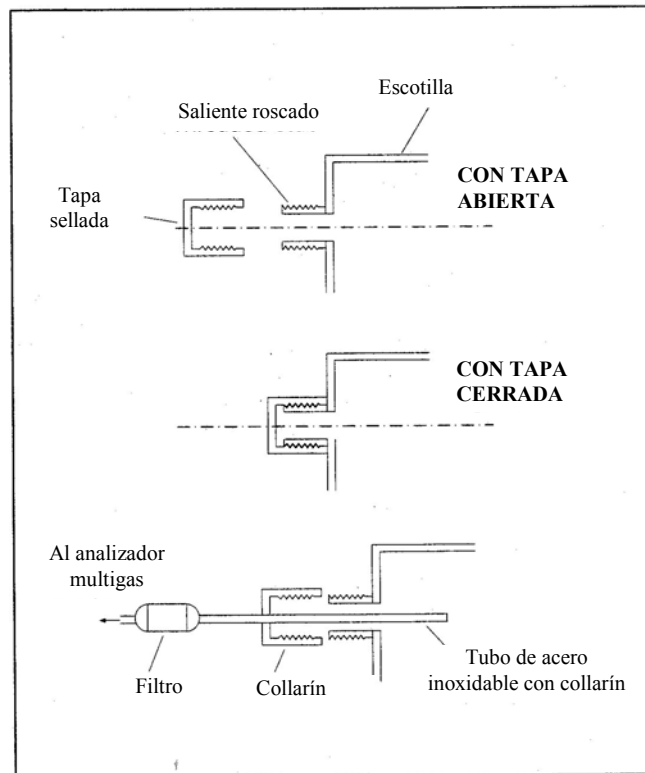 Escotilla
Saliente roscado
CON TAPA
ABIERTA
Tapa
sellada
CON TAPA
CERRADA
Al analizador
multigas
Filtro
Collarín
Tubo de acero
inoxidable con collarín